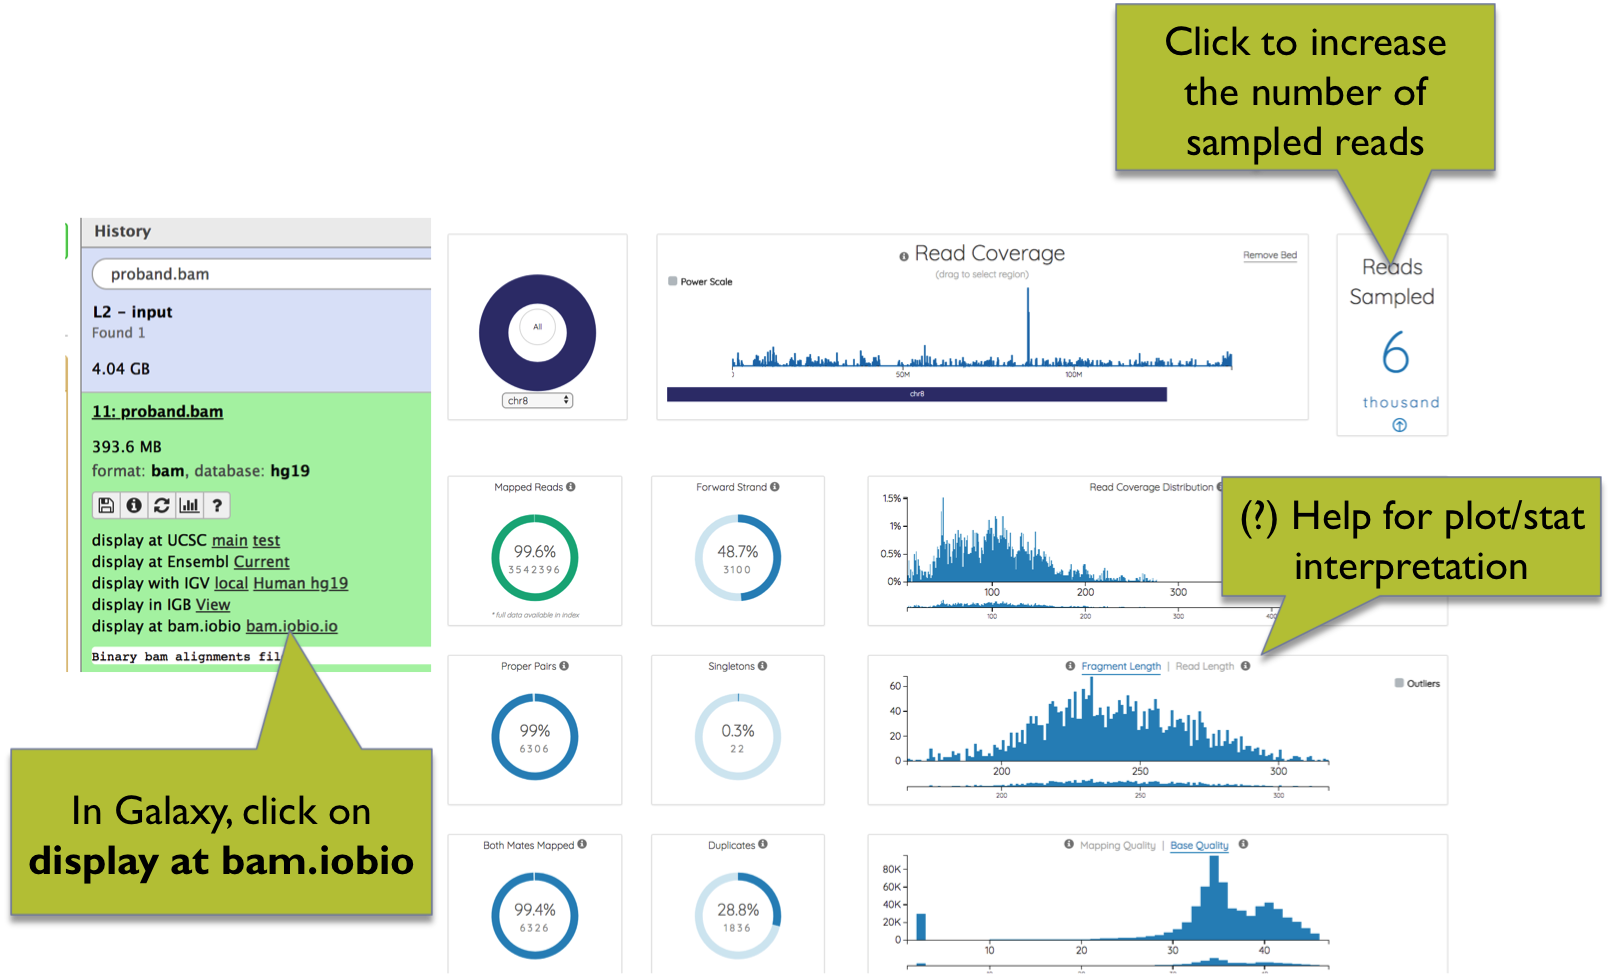 Click to increase
the number of
sampled reads
History
proband.bam
L2 - input
Found 1
4.04 GB
11: proband.bam
393.6 MB
format: bam, database: hg19
?
display at UCSC main test
display at Ensembl Current
display with IGV local Human hg19
display in IGB View
display at bam.iobio bam.iobio.io
Binary bam alignments fil
In Galaxy, click on
display at bam.iobio
All
chr8
Read Coverage
(drag to select region)
Remove Bed
Power Scale
50M
100M
chr8
Reads
Sampled
6
thousand
Mapped Reads
99.6%
3542396
* full data available in index
Forward Strand
48.7%
3100
Read Coverage Distribution
1.5%
1%
0.5%
0%
100 200 300
100 200 300 400
(?) Help for plot/stat
interpretation
Proper Pairs
99%
6306
Singletons
0.3%
22
Fragment Length | Read Length
Outliers
60
40
20
0
200 250 300
200 250 300
Both Mates Mapped
99.4%
6326
Duplicates
28.8%
1836
Mapping Quality | Base Quality
80K
60K
40K
20K
0
10 20 30 40